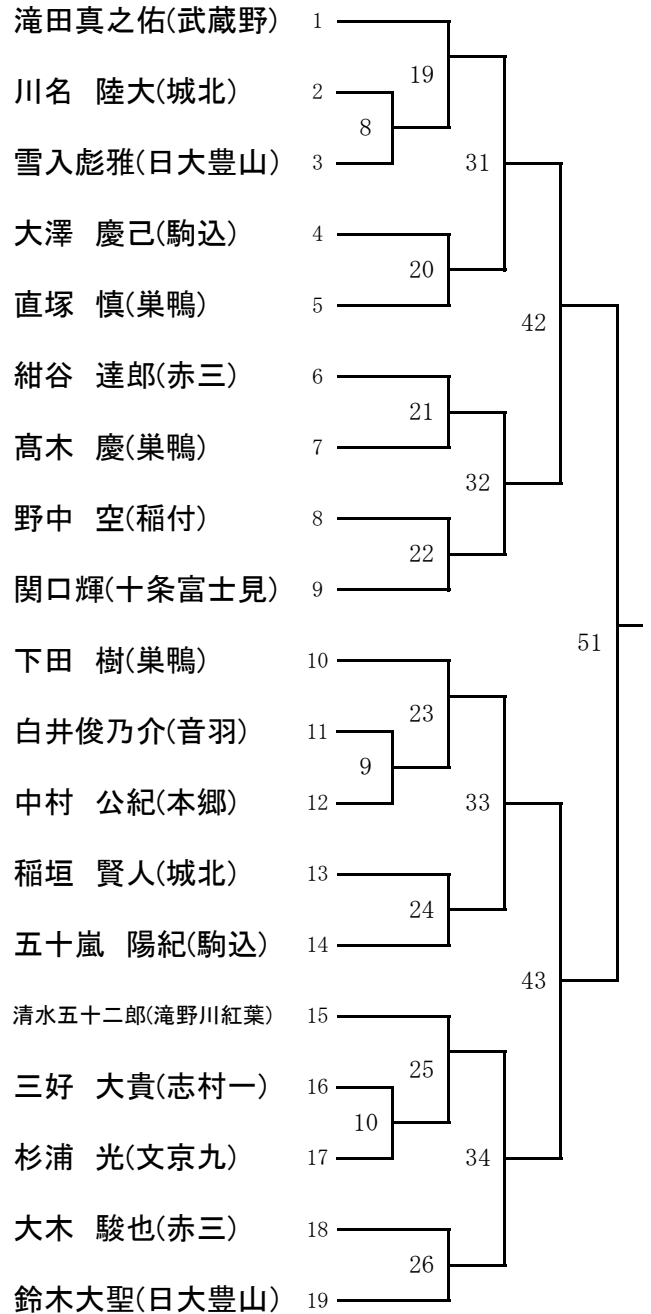 滝田真之佑(武蔵野) 1
19
川名 陸大(城北) 2
8
雪入彪雅(日大豊山) 3
31
大澤 慶己(駒込) 4
20
直塚 慎(巣鴨) 5
42
紺谷 達郎(赤三) 6
21
髙木 慶(巣鴨) 7
32
野中 空(稲付) 8
22
関口輝(十条富士見) 9
51
下田 樹(巣鴨) 10
23
白井俊乃介(音羽) 11
9
中村 公紀(本郷) 12
33
稲垣 賢人(城北) 13
24
五十嵐 陽紀(駒込) 14
43
清水五十二郎(滝野川紅葉) 15
25
三好 大貴(志村一) 16
10
杉浦 光(文京九) 17
34
大木 駿也(赤三) 18
26
鈴木大聖(日大豊山) 19